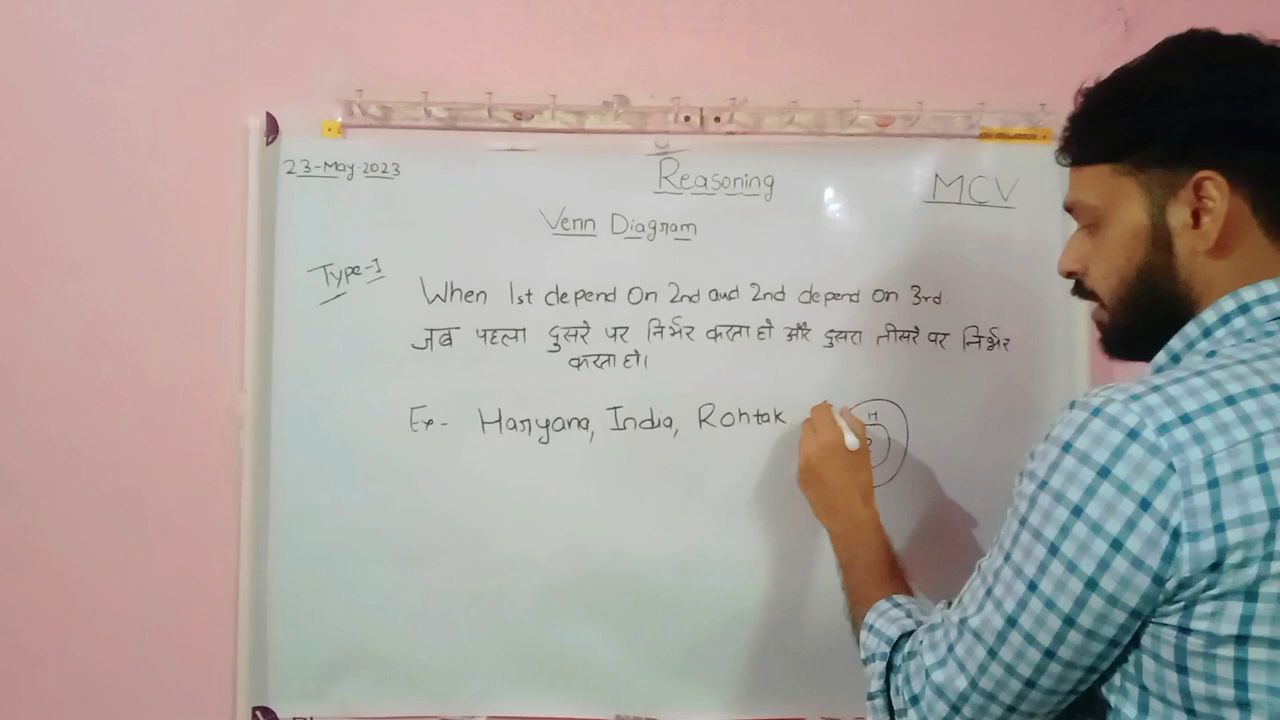 23-May-2023
Reasoning
MCV
Venn Diagram
Type-I
When 1st depend on 2nd and 2nd depend on 3rd.
जब पहला दुसरे पर निर्भर करता हो और दुसरा तीसरे पर निर्भर
करता हो।
Ex- Haryana, India, Rohtak
H